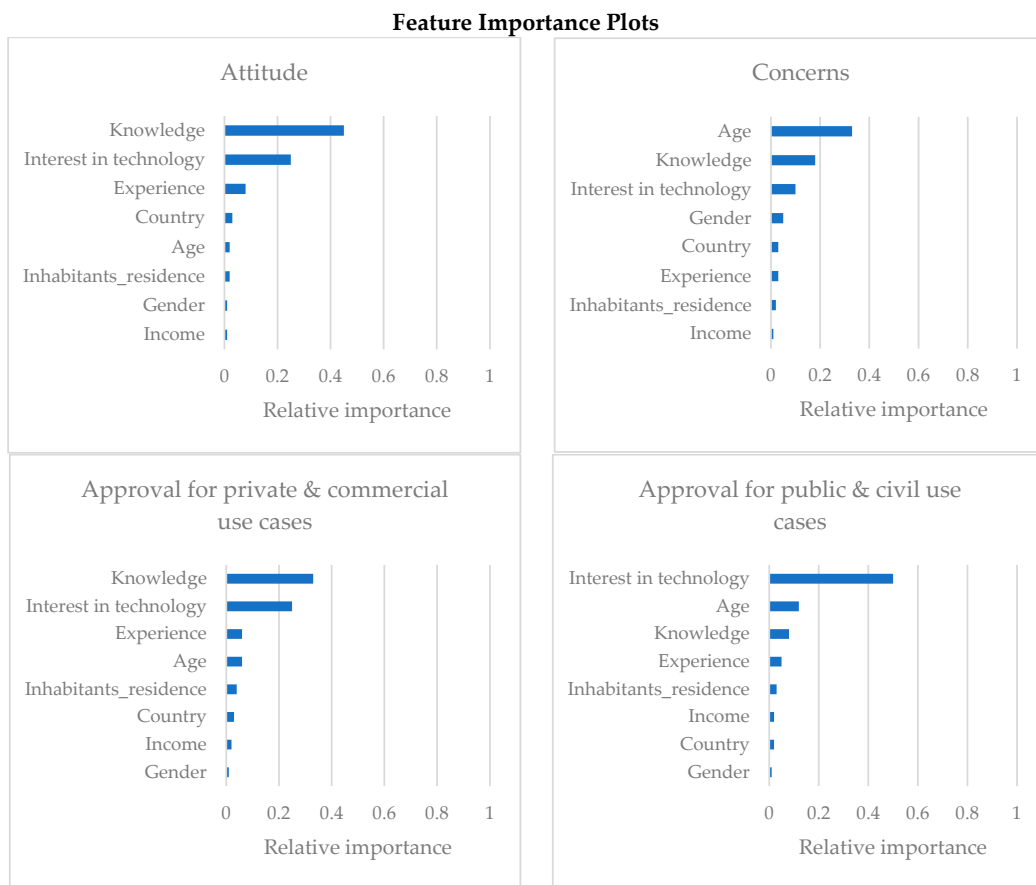 Feature Importance Plots
Attitude
Knowledge
Interest in technology
Experience
Country
Age
Inhabitants_residence
Gender
Income
0 0.2 0.4 0.6 0.8 1
Relative importance
Concerns
Age
Knowledge
Interest in technology
Gender
Country
Experience
Inhabitants_residence
Income
0 0.2 0.4 0.6 0.8 1
Relative importance
Approval for private & commercial
use cases
Knowledge
Interest in technology
Experience
Age
Inhabitants_residence
Country
Income
Gender
0 0.2 0.4 0.6 0.8 1
Relative importance
Approval for public & civil use
cases
Interest in technology
Age
Knowledge
Experience
Inhabitants_residence
Income
Country
Gender
0 0.2 0.4 0.6 0.8 1
Relative importance